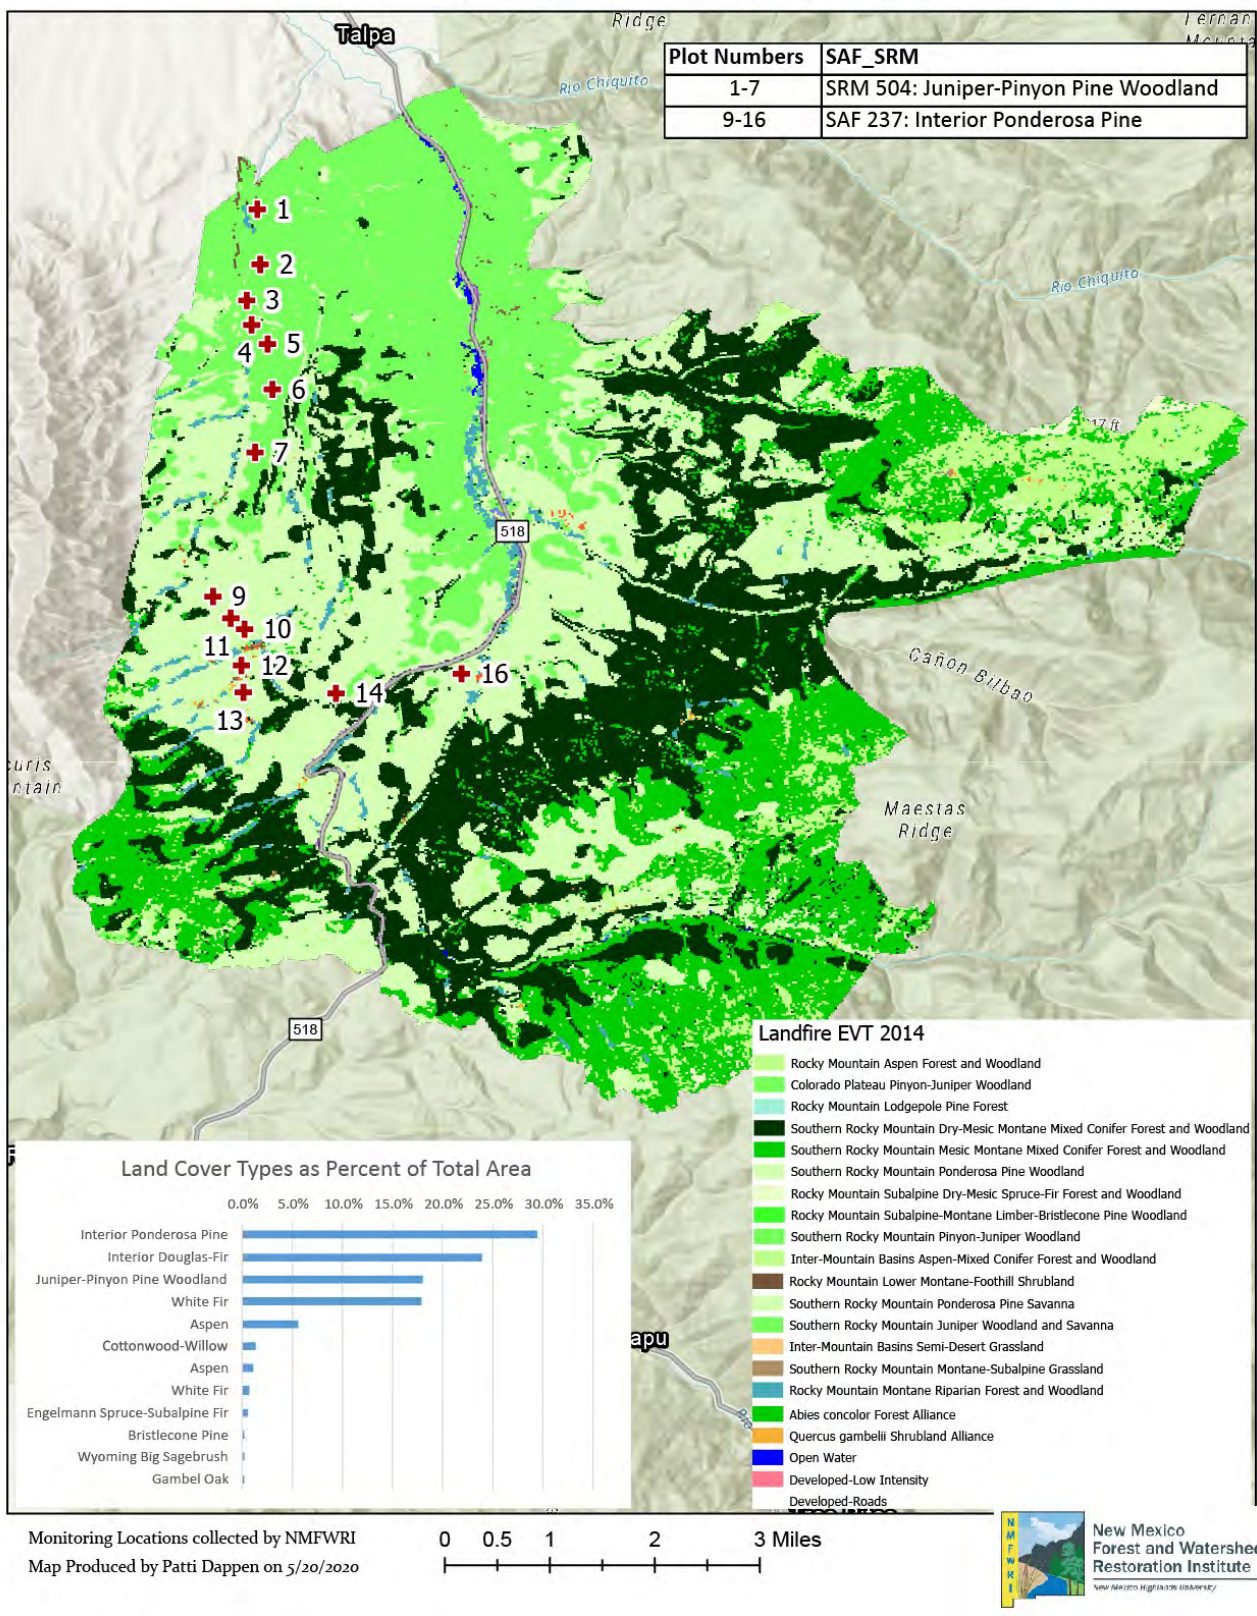 Talpa
Ridge
Fernan
Mounta
Rio Chiquito
Plot Numbers SAF_SRM
1-7 SRM 504: Juniper-Pinyon Pine Woodland
9-16 SAF 237: Interior Ponderosa Pine
1
2
Rio Chiquito
3
4
5
6
17 ft
7
518
9
10
11
12
Cañon Bilbao
16
14
13
curis
ntain
Maestas
Ridge
518
Landfire EVT 2014
Rocky Mountain Aspen Forest and Woodland
Colorado Plateau Pinyon-Juniper Woodland
Rocky Mountain Lodgepole Pine Forest
Southern Rocky Mountain Dry-Mesic Montane Mixed Conifer Forest and Woodland
Southern Rocky Mountain Mesic Montane Mixed Conifer Forest and Woodland
Southern Rocky Mountain Ponderosa Pine Woodland
Rocky Mountain Subalpine Dry-Mesic Spruce-Fir Forest and Woodland
Rocky Mountain Subalpine-Montane Limber-Bristlecone Pine Woodland
Southern Rocky Mountain Pinyon-Juniper Woodland
Inter-Mountain Basins Aspen-Mixed Conifer Forest and Woodland
Rocky Mountain Lower Montane-Foothill Shrubland
Southern Rocky Mountain Ponderosa Pine Savanna
Southern Rocky Mountain Juniper Woodland and Savanna
Inter-Mountain Basins Semi-Desert Grassland
Southern Rocky Mountain Montane-Subalpine Grassland
Rocky Mountain Montane Riparian Forest and Woodland
Abies concolor Forest Alliance
Quercus gambelii Shrubland Alliance
Open Water
Developed-Low Intensity
Developed-Roads
Land Cover Types as Percent of Total Area
0.0% 5.0% 10.0% 15.0% 20.0% 25.0% 30.0% 35.0%
Interior Ponderosa Pine
Interior Douglas-Fir
Juniper-Pinyon Pine Woodland
White Fir
Aspen
Cottonwood-Willow
Aspen
White Fir
Engelmann Spruce-Subalpine Fir
Bristlecone Pine
Wyoming Big Sagebrush
Gambel Oak
apu
Monitoring Locations collected by NMFWRI
Map Produced by Patti Dappen on 5/20/2020
0 0.5 1 2 3 Miles
NMFWRI
New Mexico
Forest and Watershed
Restoration Institute
New Mexico Highlands University